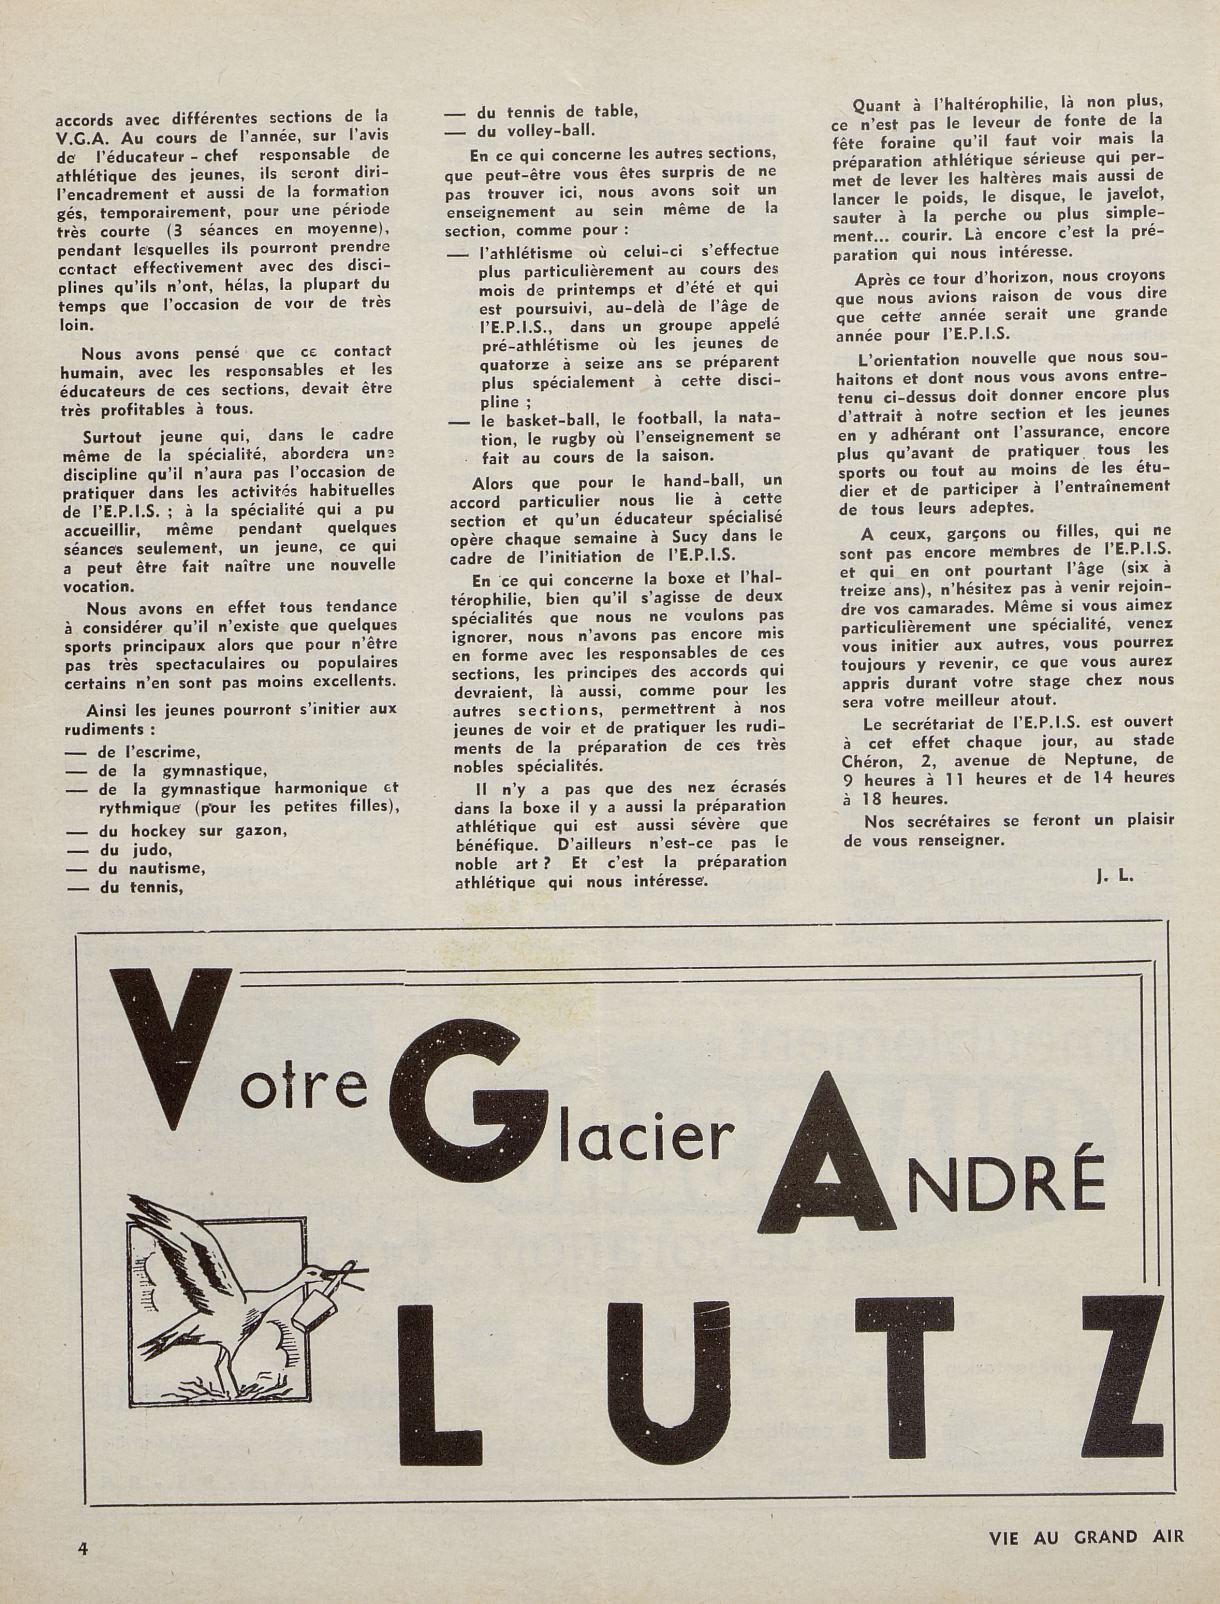 accords avec différentes sections de la
V.G.A. Au cours de l'année, sur l'avis
de l'éducateur - chef responsable de
athlétique des jeunes, ils seront diri-
l'encadrement et aussi de la formation
gés, temporairement, pour une période
très courte (3 séances en moyenne),
pendant lesquelles ils pourront prendre
contact effectivement avec des disci-
plines qu'ils n'ont, hélas, la plupart du
temps que l'occasion de voir de très
loin.
Nous avons pensé que ce contact
humain, avec les responsables et les
éducateurs de ces sections, devait être
très profitables à tous.
Surtout jeune qui, dans le cadre
même de la spécialité, abordera une
discipline qu'il n'aura pas l'occasion de
pratiquer dans les activités habituelles
de l'E.P.I.S. ; à la spécialité qui a pu
accueillir, même pendant quelques
séances seulement, un jeune, ce qui
a peut être fait naître une nouvelle
vocation.
Nous avons en effet tous tendance
à considérer qu'il n'existe que quelques
sports principaux alors que pour n'être
pas très spectaculaires ou populaires
certains n'en sont pas moins excellents.
Ainsi les jeunes pourront s'initier aux
rudiments :
— de l'escrime,
— de la gymnastique,
— de la gymnastique harmonique et
rythmique (pour les petites filles),
— du hockey sur gazon,
— du judo,
— du nautisme,
— du tennis,
— du tennis de table,
— du volley-ball.
En ce qui concerne les autres sections,
que peut-être vous êtes surpris de ne
pas trouver ici, nous avons soit un
enseignement au sein même de la
section, comme pour :
— l'athlétisme où celui-ci s'effectue
plus particulièrement au cours des
mois de printemps et d'été et qui
est poursuivi, au-delà de l'âge de
l'E.P.I.S., dans un groupe appelé
pré-athlétisme où les jeunes de
quatorze à seize ans se préparent
plus spécialement à cette disci-
pline ;
— le basket-ball, le football, la nata-
tion, le rugby où l'enseignement se
fait au cours de la saison.
Alors que pour le hand-ball, un
accord particulier nous lie à cette
section et qu'un éducateur spécialisé
opère chaque semaine à Sucy dans le
cadre de l'initiation de l'E.P.I.S.
En ce qui concerne la boxe et l'hal-
térophilie, bien qu'il s'agisse de deux
spécialités que nous ne voulons pas
ignorer, nous n'avons pas encore mis
en forme avec les responsables de ces
sections, les principes des accords qui
devraient, là aussi, comme pour les
autres sections, permettrent à nos
jeunes de voir et de pratiquer les rudi-
ments de la préparation de ces très
nobles spécialités.
Il n'y a pas que des nez écrasés
dans la boxe il y a aussi la préparation
athlétique qui est aussi sévère que
bénéfique. D'ailleurs n'est-ce pas le
noble art ? Et c'est la préparation
athlétique qui nous intéresse.
Quant à l'haltérophilie, là non plus,
ce n'est pas le leveur de fonte de la
fête foraine qu'il faut voir mais la
préparation athlétique sérieuse qui per-
met de lever les haltères mais aussi de
lancer le poids, le disque, le javelot,
sauter à la perche ou plus simple-
ment... courir. Là encore c'est la pré-
paration qui nous intéresse.
Après ce tour d'horizon, nous croyons
que nous avions raison de vous dire
que cette année serait une grande
année pour l'E.P.I.S.
L'orientation nouvelle que nous sou-
haitons et dont nous vous avons entre-
tenu ci-dessus doit donner encore plus
d'attrait à notre section et les jeunes
en y adhérant ont l'assurance, encore
plus qu'avant de pratiquer tous les
sports ou tout au moins de les étu-
dier et de participer à l'entraînement
de tous leurs adeptes.
A ceux, garçons ou filles, qui ne
sont pas encore membres de l'E.P.I.S.
et qui en ont pourtant l'âge (six à
treize ans), n'hésitez pas à venir rejoin-
dre vos camarades. Même si vous aimez
particulièrement une spécialité, venez
vous initier aux autres, vous pourrez
toujours y revenir, ce que vous aurez
appris durant votre stage chez nous
sera votre meilleur atout.
Le secrétariat de l'E.P.I.S. est ouvert
à cet effet chaque jour, au stade
Chéron, 2, avenue de Neptune, de
9 heures à 11 heures et de 14 heures
à 18 heures.
Nos secrétaires se feront un plaisir
de vous renseigner.
J. L.
Votre Glacier ANDRÉ
LUTZ
4
VIE AU GRAND AIR